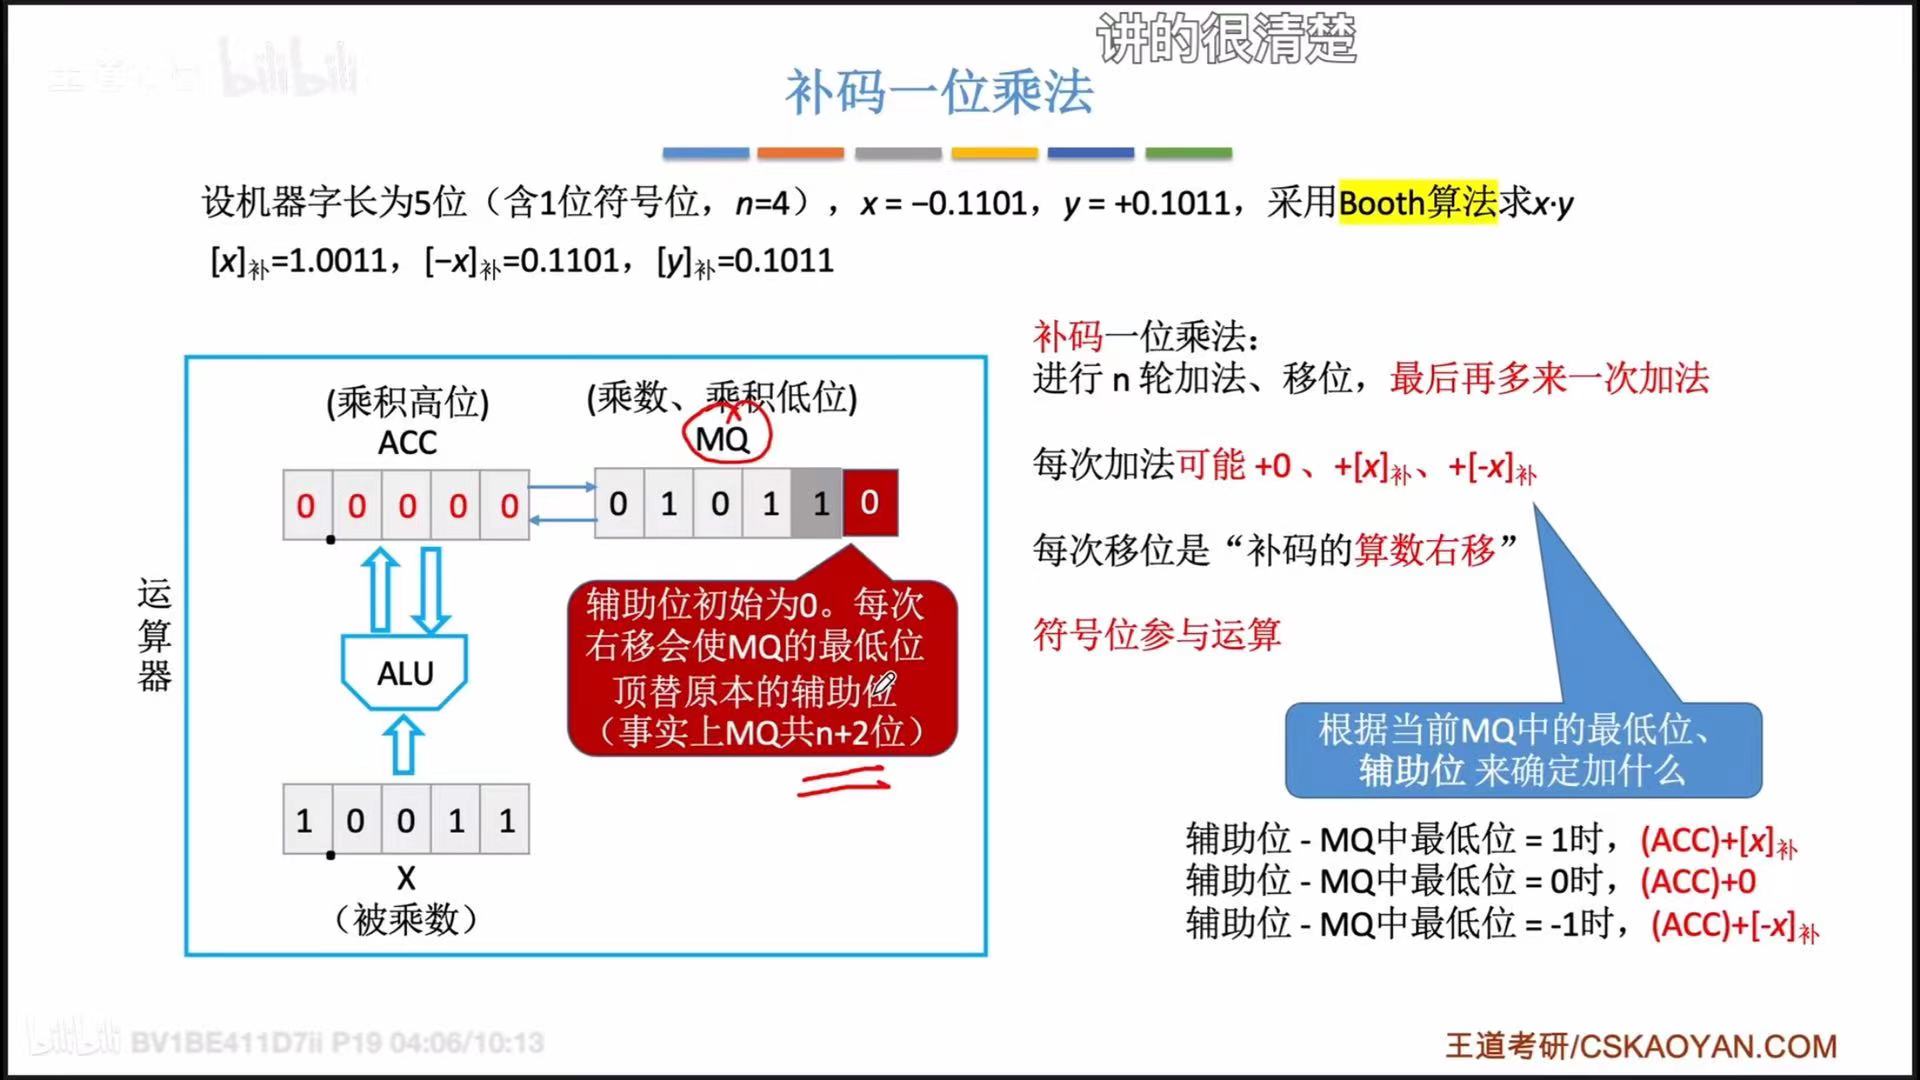 讲的很清楚
bilibili
补码一位乘法
设机器字长为5位（含1位符号位，n=4），x = −0.1101，y = +0.1011，采用Booth算法求x·y
[x]补=1.0011，[−x]补=0.1101，[y]补=0.1011
补码一位乘法：
进行 n 轮加法、移位，最后再多来一次加法
每次加法可能 +0 、+[x]补、+[-x]补
每次移位是“补码的算数右移”
符号位参与运算
(乘积高位)
ACC
(乘数、乘积低位)
MQ
0 0 0 0 0
0 1 0 1 1 0
运算器
ALU
辅助位初始为0。每次
右移会使MQ的最低位
顶替原本的辅助位
（事实上MQ共n+2位）
1 0 0 1 1
X
（被乘数）
根据当前MQ中的最低位、
辅助位 来确定加什么
辅助位 - MQ中最低位 = 1时，(ACC)+[x]补
辅助位 - MQ中最低位 = 0时，(ACC)+0
辅助位 - MQ中最低位 = -1时，(ACC)+[-x]补
bilibili BV1BE411D7ii P19 04:06/10:13
王道考研/CSKAOYAN.COM